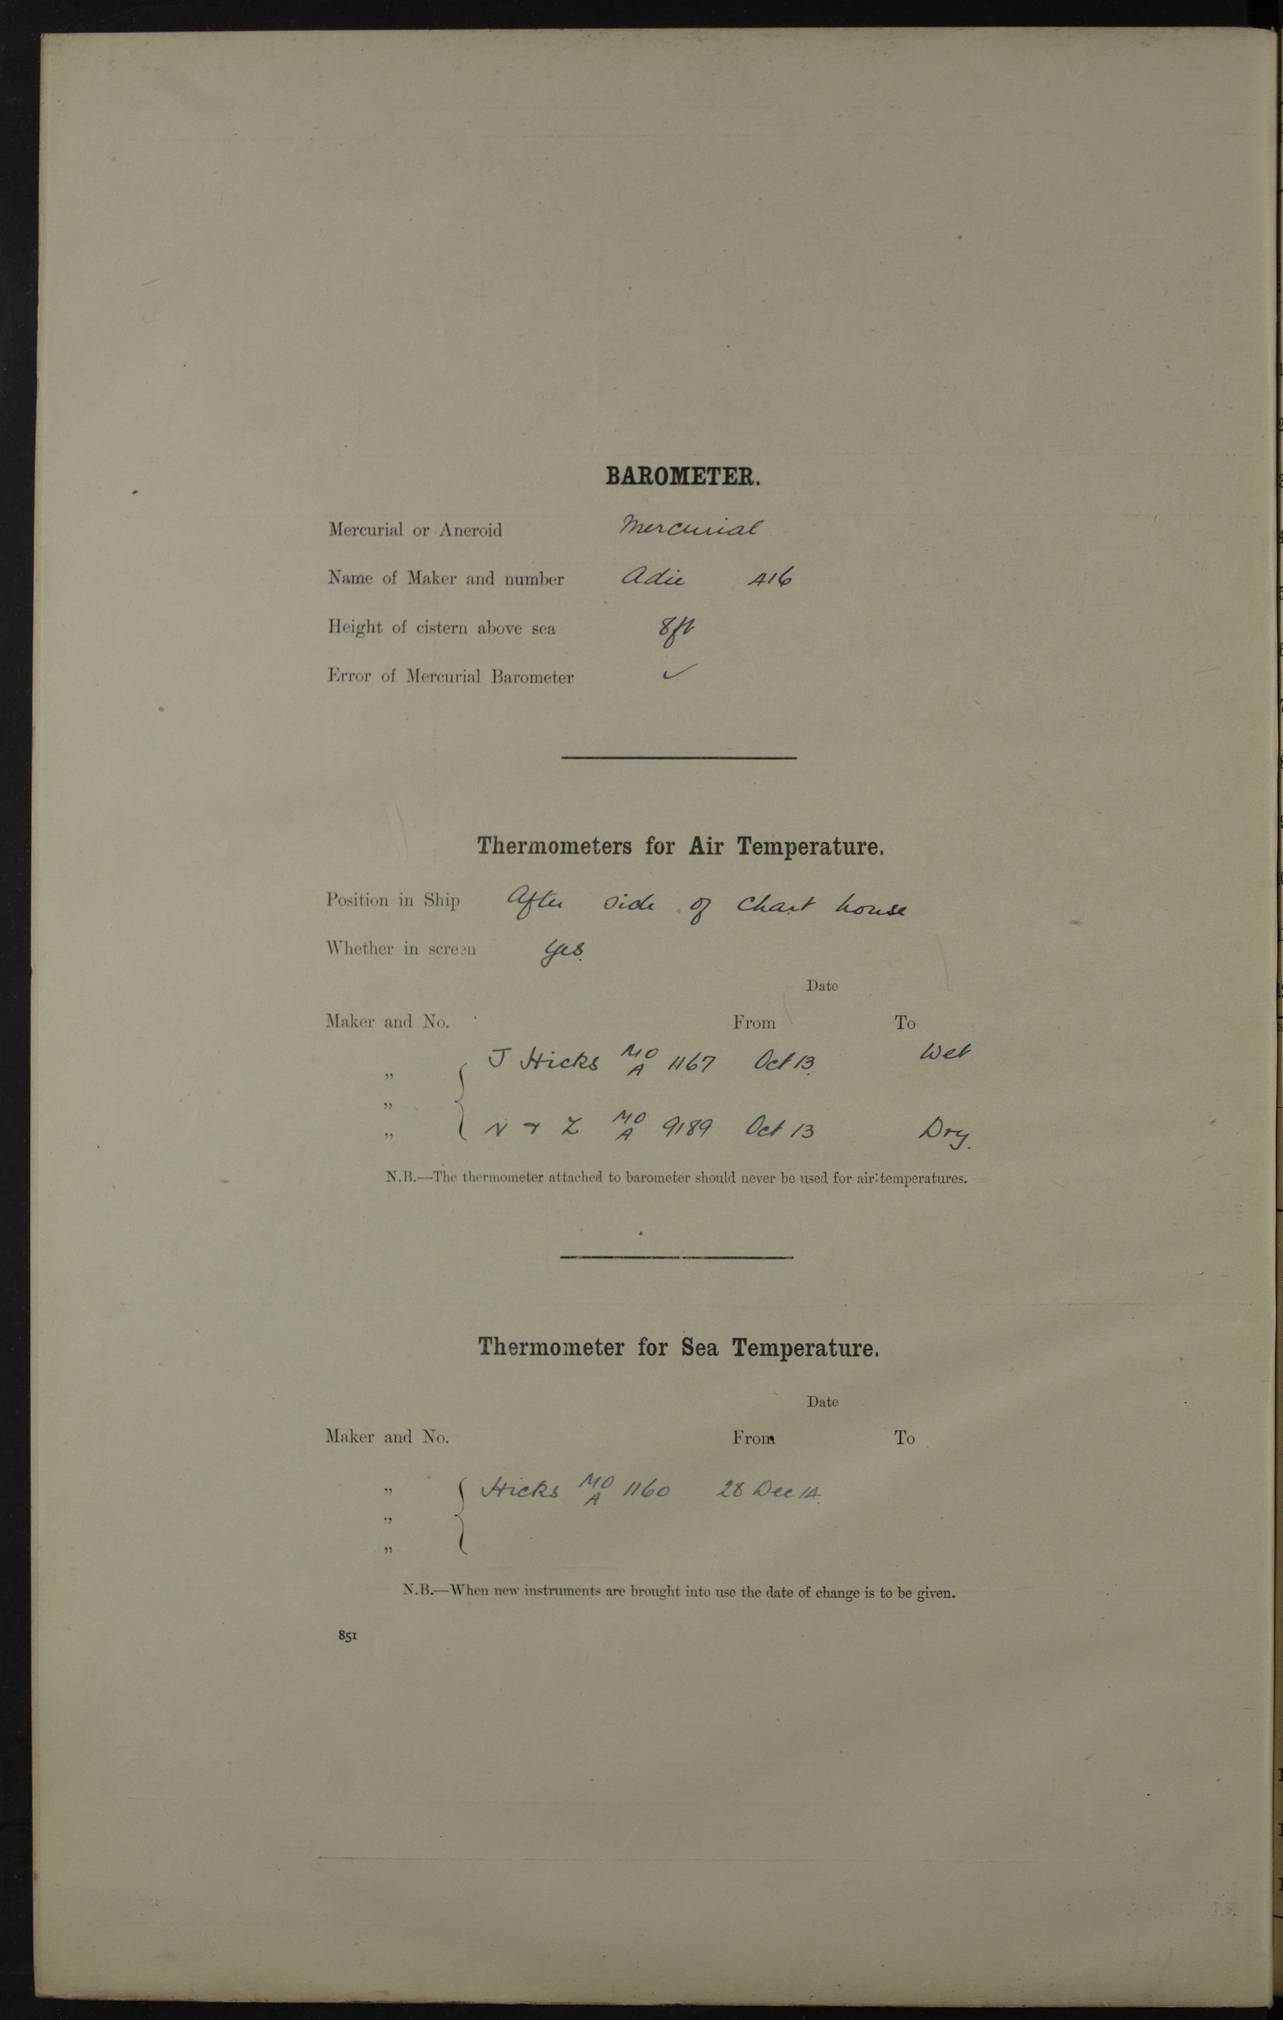 BAROMETER.
Mercurial or Aneroid Mercurial
Name of Maker and number Adie 416
Height of cistern above sea 8ft
Error of Mercurial Barometer ✓
Thermometers for Air Temperature.
Position in Ship After side of Chart house
Whether in screen Yes.
Date
Maker and No. From To
„ J Hicks MO A 1167 Oct 13. Wet
„
„ N & Z MO A 9189 Oct 13 Dry.
N.B.—The thermometer attached to barometer should never be used for air temperatures.
Thermometer for Sea Temperature.
Date
Maker and No. From To
„ Hicks MO A 1160 28 Dec 14.
„
„
N.B.—When new instruments are brought into use the date of change is to be given.
851